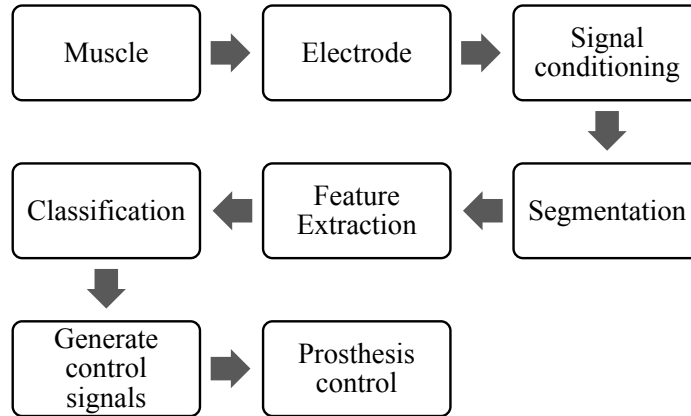 Muscle
Electrode
Signal
conditioning
Segmentation
Feature
Extraction
Classification
Generate
control
signals
Prosthesis
control